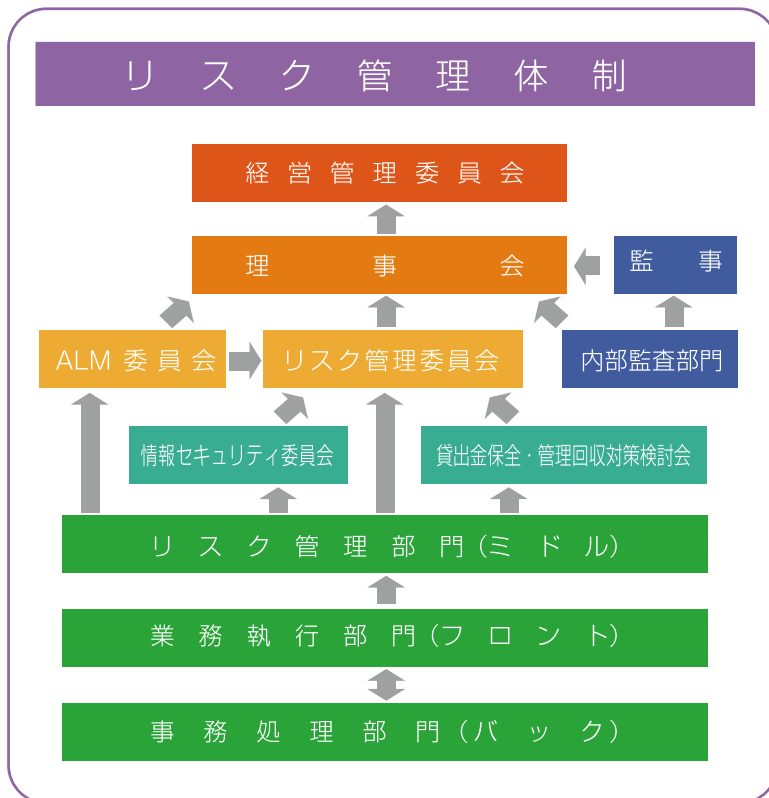 リスク管理体制
経営管理委員会
理事会
監事
ALM委員会
リスク管理委員会
内部監査部門
情報セキュリティ委員会
貸出金保全・管理回収対策検討会
リスク管理部門(ミドル)
業務執行部門(フロント)
事務処理部門(バック)